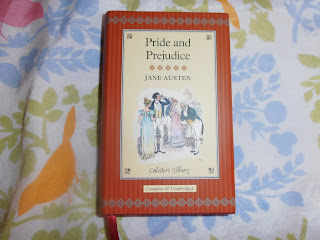 Pride and
Prejudice
JANE AUSTEN
Collector's Library
Complete & Unabridged